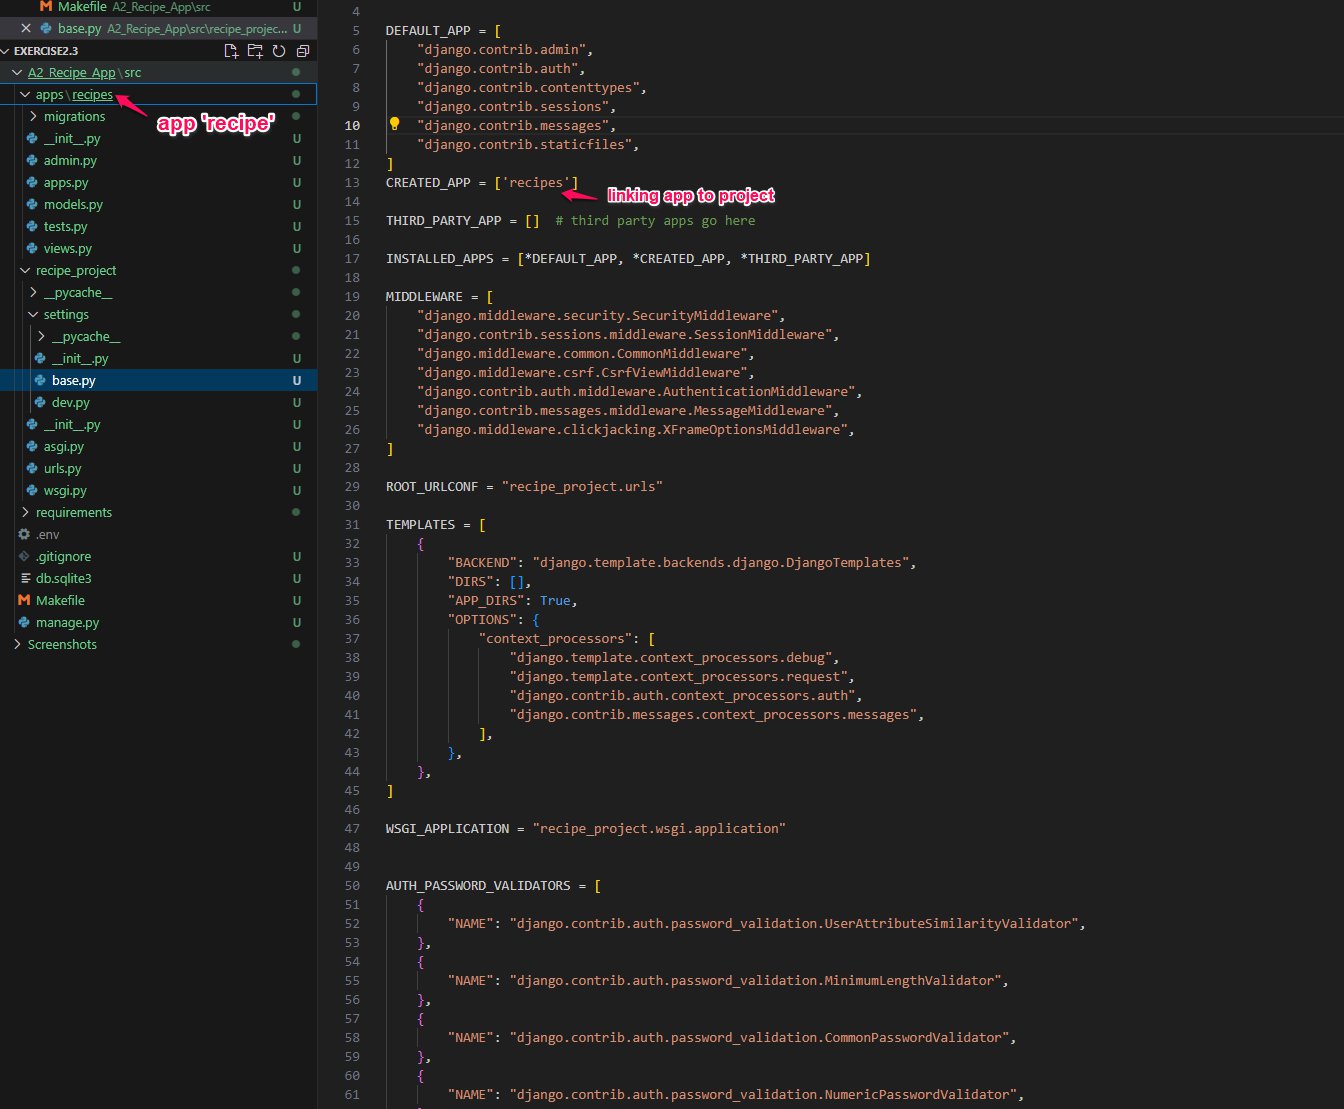 Makefile A2_Recipe_App\src U
base.py A2_Recipe_App\src\recipe_projec... U
EXERCISE2.3
A2_Recipe_App\src
apps\recipes
app 'recipe'
migrations
__init__.py U
admin.py U
apps.py U
models.py U
tests.py U
views.py U
recipe_project
__pycache__
settings
__pycache__
__init__.py U
base.py U
dev.py U
__init__.py U
asgi.py U
urls.py U
wsgi.py U
requirements
.env
.gitignore U
db.sqlite3 U
Makefile U
manage.py U
Screenshots
4
5 DEFAULT_APP = [
6 "django.contrib.admin",
7 "django.contrib.auth",
8 "django.contrib.contenttypes",
9 "django.contrib.sessions",
10 "django.contrib.messages",
11 "django.contrib.staticfiles",
12 ]
13 CREATED_APP = ['recipes']
linking app to project
14
15 THIRD_PARTY_APP = [] # third party apps go here
16
17 INSTALLED_APPS = [*DEFAULT_APP, *CREATED_APP, *THIRD_PARTY_APP]
18
19 MIDDLEWARE = [
20 "django.middleware.security.SecurityMiddleware",
21 "django.contrib.sessions.middleware.SessionMiddleware",
22 "django.middleware.common.CommonMiddleware",
23 "django.middleware.csrf.CsrfViewMiddleware",
24 "django.contrib.auth.middleware.AuthenticationMiddleware",
25 "django.contrib.messages.middleware.MessageMiddleware",
26 "django.middleware.clickjacking.XFrameOptionsMiddleware",
27 ]
28
29 ROOT_URLCONF = "recipe_project.urls"
30
31 TEMPLATES = [
32 {
33 "BACKEND": "django.template.backends.django.DjangoTemplates",
34 "DIRS": [],
35 "APP_DIRS": True,
36 "OPTIONS": {
37 "context_processors": [
38 "django.template.context_processors.debug",
39 "django.template.context_processors.request",
40 "django.contrib.auth.context_processors.auth",
41 "django.contrib.messages.context_processors.messages",
42 ],
43 },
44 },
45 ]
46
47 WSGI_APPLICATION = "recipe_project.wsgi.application"
48
49
50 AUTH_PASSWORD_VALIDATORS = [
51 {
52 "NAME": "django.contrib.auth.password_validation.UserAttributeSimilarityValidator",
53 },
54 {
55 "NAME": "django.contrib.auth.password_validation.MinimumLengthValidator",
56 },
57 {
58 "NAME": "django.contrib.auth.password_validation.CommonPasswordValidator",
59 },
60 {
61 "NAME": "django.contrib.auth.password_validation.NumericPasswordValidator",